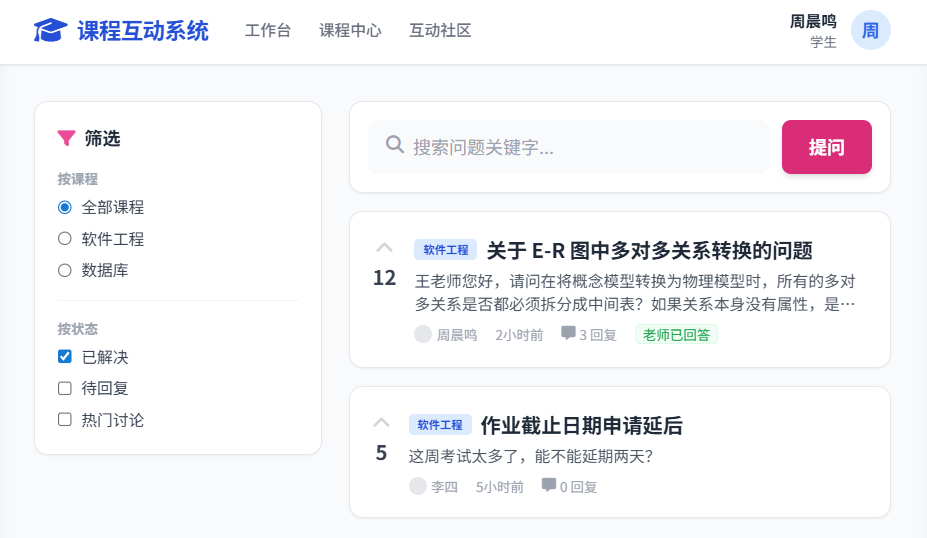 课程互动系统
工作台
课程中心
互动社区
周晨鸣
学生
周
筛选
按课程
全部课程
软件工程
数据库
按状态
已解决
待回复
热门讨论
搜索问题关键字...
提问
12
软件工程 关于 E-R 图中多对多关系转换的问题
王老师您好，请问在将概念模型转换为物理模型时，所有的多对
多关系是否都必须拆分成中间表？如果关系本身没有属性，是…
周晨鸣 2小时前 3 回复 老师已回答
5
软件工程 作业截止日期申请延后
这周考试太多了，能不能延期两天？
李四 5小时前 0 回复